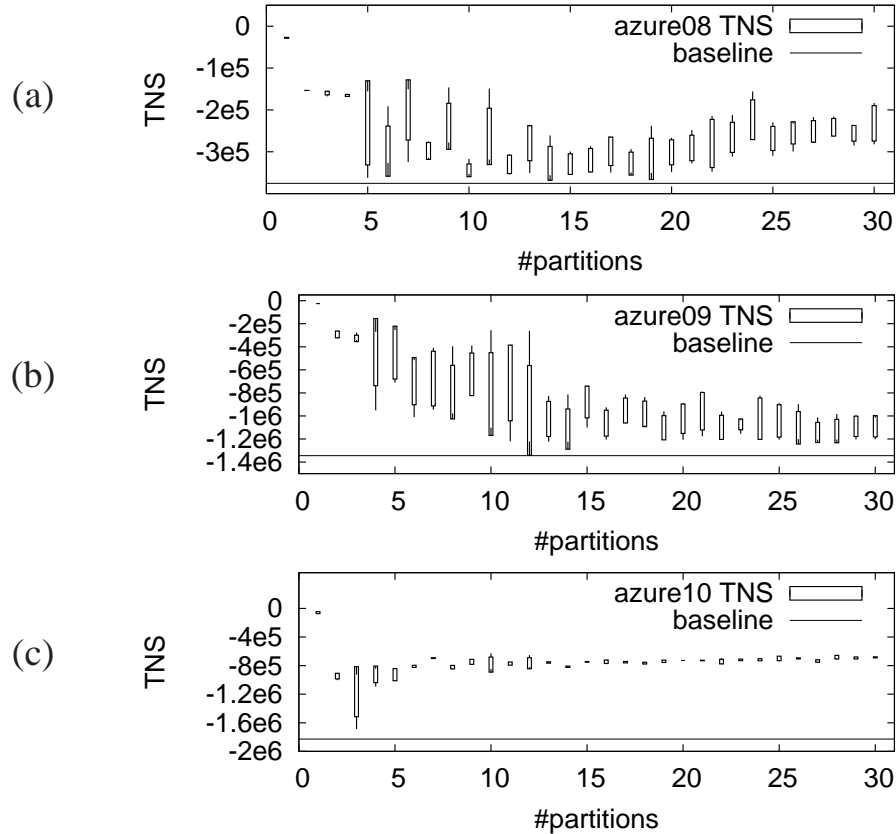 (a)
TNS
azure08 TNS
baseline
0
-1e5
-2e5
-3e5
0 5 10 15 20 25 30
#partitions
(b)
TNS
azure09 TNS
baseline
0
-2e5
-4e5
-6e5
-8e5
-1e6
-1.2e6
-1.4e6
0 5 10 15 20 25 30
#partitions
(c)
TNS
azure10 TNS
baseline
0
-4e5
-8e5
-1.2e6
-1.6e6
-2e6
0 5 10 15 20 25 30
#partitions